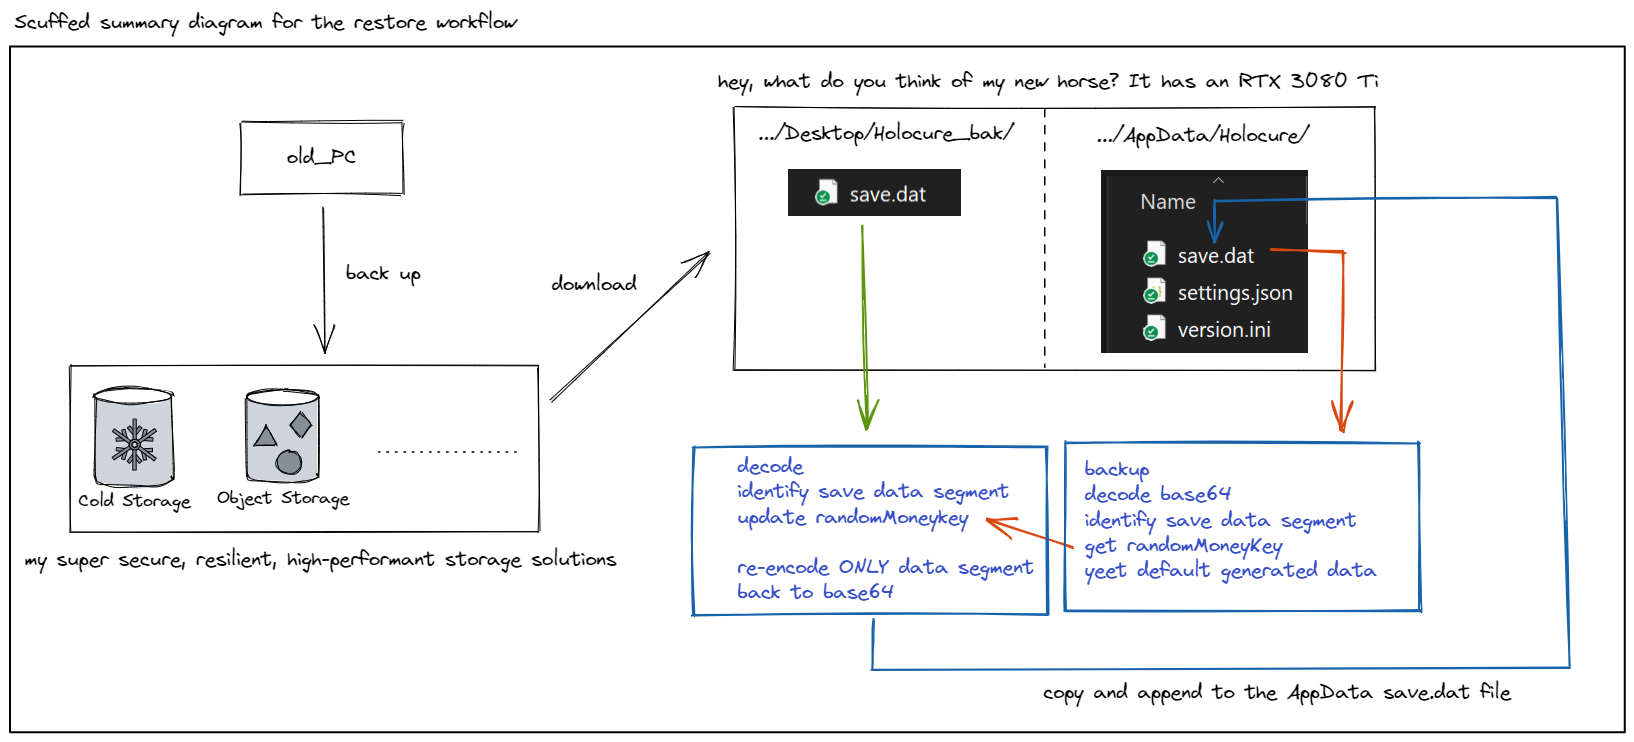 Scuffed summary diagram for the restore workflow
hey, what do you think of my new horse? It has an RTX 3080 Ti
old_PC
back up
download
Cold Storage
Object Storage
my super secure, resilient, high-performant storage solutions
.../Desktop/Holocure_bak/
save.dat
.../AppData/Holocure/
Name
save.dat
settings.json
version.ini
decode
identify save data segment
update randomMoneykey
re-encode ONLY data segment
back to base64
backup
decode base64
identify save data segment
get randomMoneyKey
yeet default generated data
copy and append to the AppData save.dat file